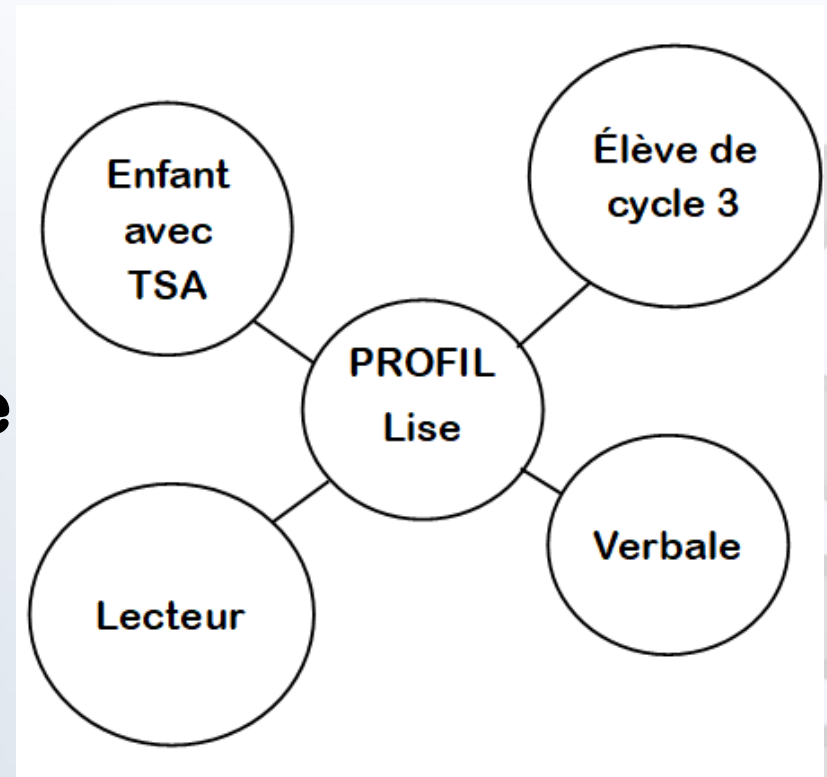 Enfant
avec
TSA
Élève de
cycle 3
PROFIL
Lise
Lecteur
Verbale